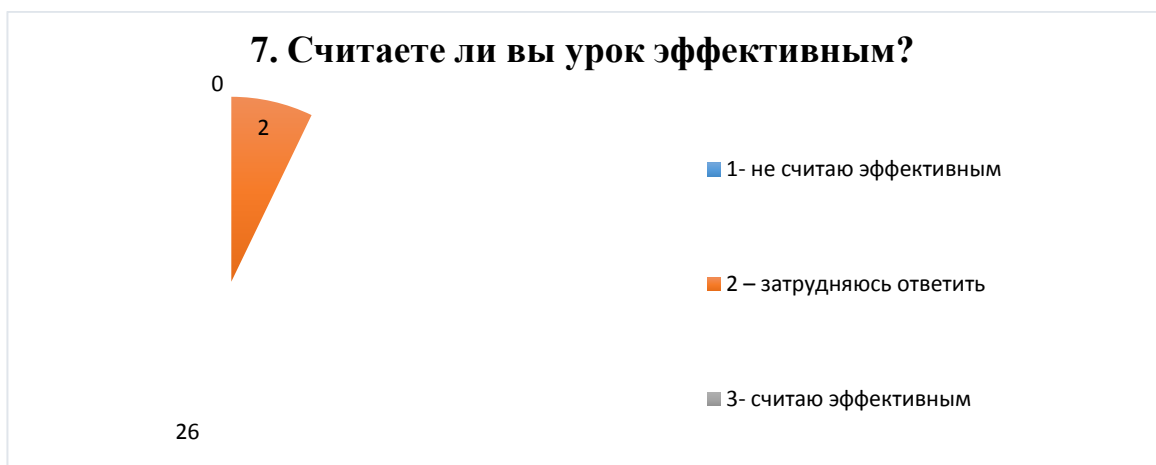 7. Считаете ли вы урок эффективным?
0
2
26
1- не считаю эффективным
2 – затрудняюсь ответить
3- считаю эффективным